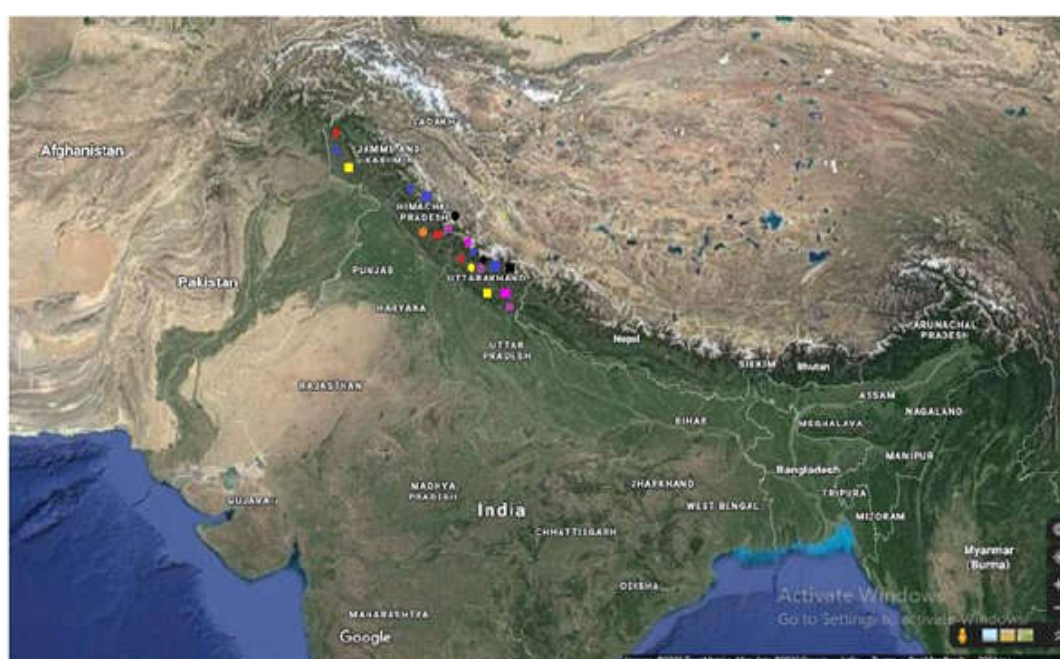 LADAKH
Afghanistan
JAMMU AND
KASHMIR
HIMACHAL
PRADESH
PUNJAB
Pakistan
UTTARAKHAND
HARYANA
ARUNACHAL
PRADESH
UTTAR
PRADESH
Nepal
SIKKIM
Bhutan
RAJASTHAN
ASSAM
NAGALAND
BIHAR
MEGHALAYA
MANIPUR
Bangladesh
MADHYA
PRADESH
JHARKHAND
GUJARAT
TRIPURA
WEST BENGAL
India
MIZORAM
CHHATTISGARH
Myanmar
(Burma)
ODISHA
Activate Windows
Go to Settings to activate Windows.
MAHARASHTRA
Google